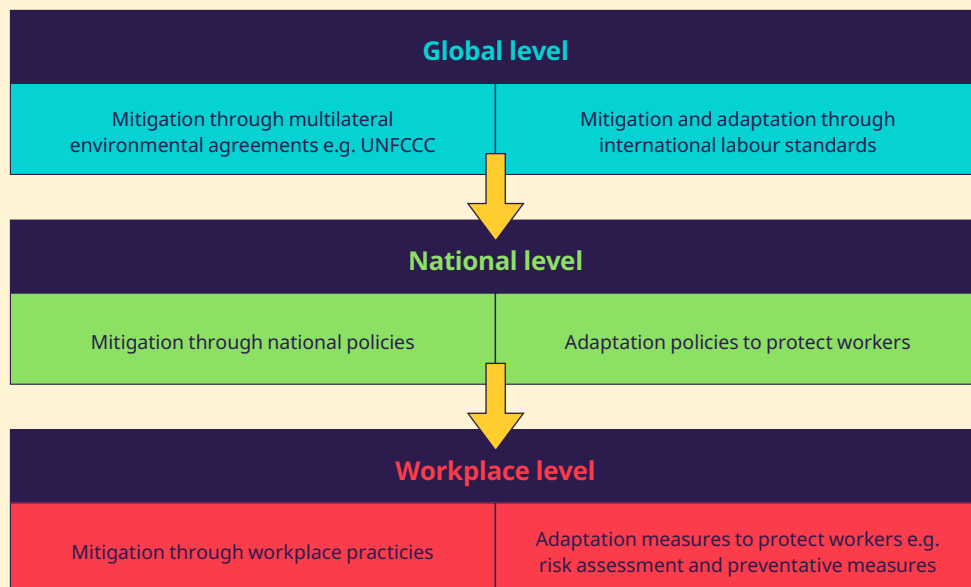 Global level
Mitigation through multilateral
environmental agreements e.g. UNFCCC
Mitigation and adaptation through
international labour standards
National level
Mitigation through national policies
Adaptation policies to protect workers
Workplace level
Mitigation through workplace practicies
Adaptation measures to protect workers e.g.
risk assessment and preventative measures